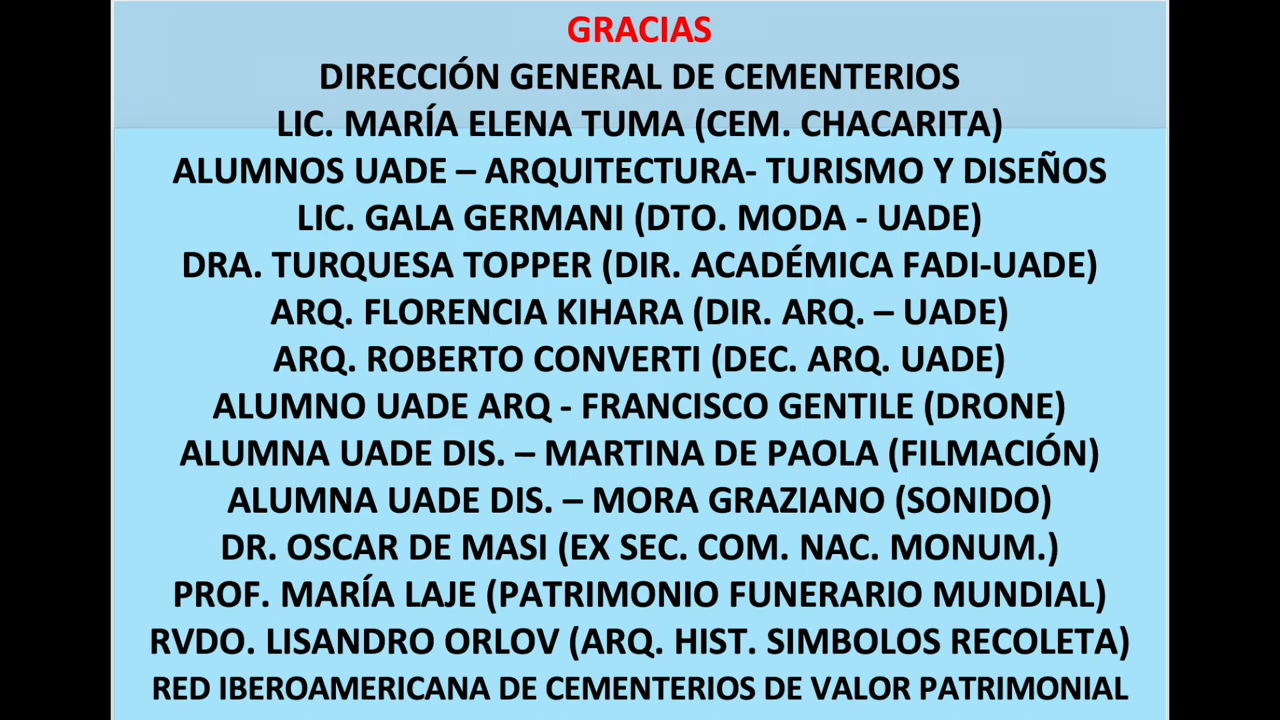 GRACIAS
DIRECCIÓN GENERAL DE CEMENTERIOS
LIC. MARÍA ELENA TUMA (CEM. CHACARITA)
ALUMNOS UADE – ARQUITECTURA- TURISMO Y DISEÑOS
LIC. GALA GERMANI (DTO. MODA - UADE)
DRA. TURQUESA TOPPER (DIR. ACADÉMICA FADI-UADE)
ARQ. FLORENCIA KIHARA (DIR. ARQ. – UADE)
ARQ. ROBERTO CONVERTI (DEC. ARQ. UADE)
ALUMNO UADE ARQ - FRANCISCO GENTILE (DRONE)
ALUMNA UADE DIS. – MARTINA DE PAOLA (FILMACIÓN)
ALUMNA UADE DIS. – MORA GRAZIANO (SONIDO)
DR. OSCAR DE MASI (EX SEC. COM. NAC. MONUM.)
PROF. MARÍA LAJE (PATRIMONIO FUNERARIO MUNDIAL)
RVDO. LISANDRO ORLOV (ARQ. HIST. SIMBOLOS RECOLETA)
RED IBEROAMERICANA DE CEMENTERIOS DE VALOR PATRIMONIAL